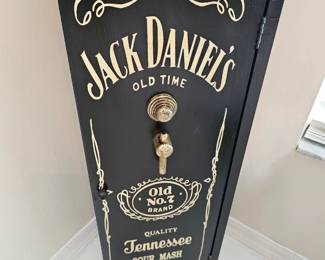 JACK DANIEL'S
OLD TIME
Old
No. 7
BRAND
QUALITY
Tennessee
SOUR MASH